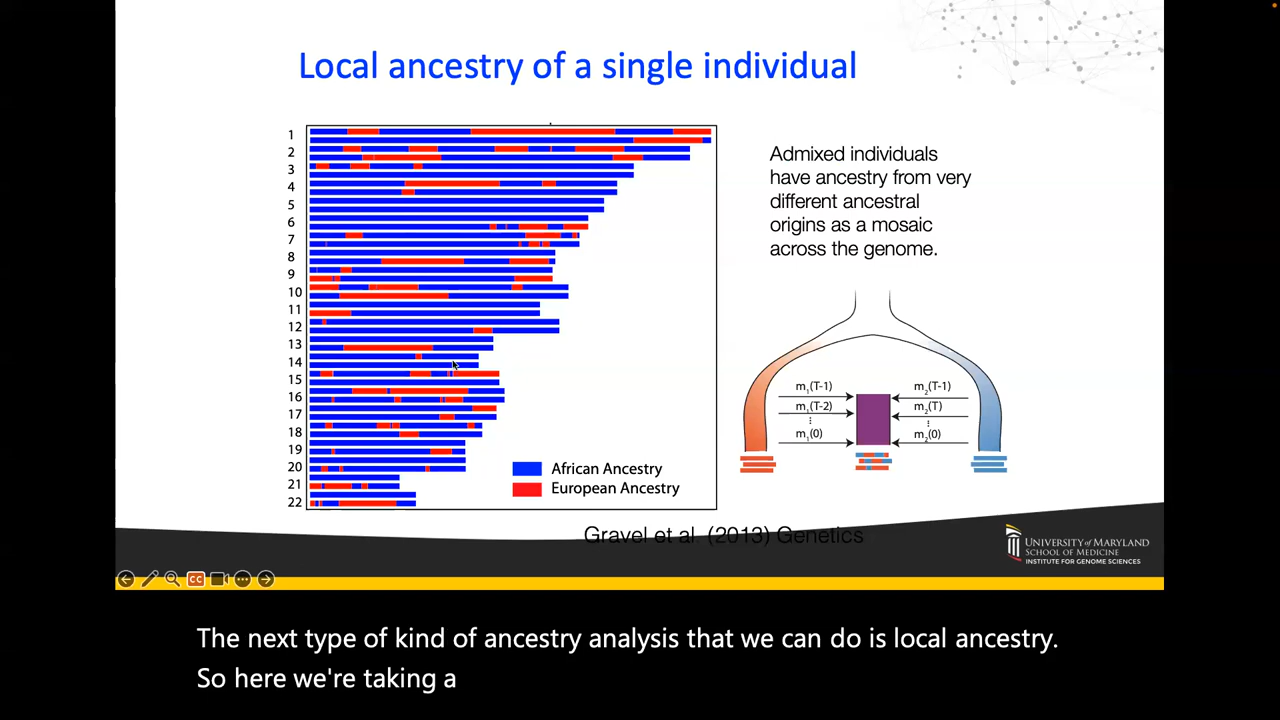 Local ancestry of a single individual
1
2
3
4
5
6
7
8
9
10
11
12
13
14
15
16
17
18
19
20
21
22
African Ancestry
European Ancestry
Admixed individuals
have ancestry from very
different ancestral
origins as a mosaic
across the genome.
m₁(T-1) m₂(T-1)
m₁(T-2) m₂(T)
⋮ ⋮
m₁(0) m₂(0)
Gravel et al. (2013) Genetics
UNIVERSITY of MARYLAND
SCHOOL OF MEDICINE
INSTITUTE FOR GENOME SCIENCES
CC
The next type of kind of ancestry analysis that we can do is local ancestry.
So here we're taking a